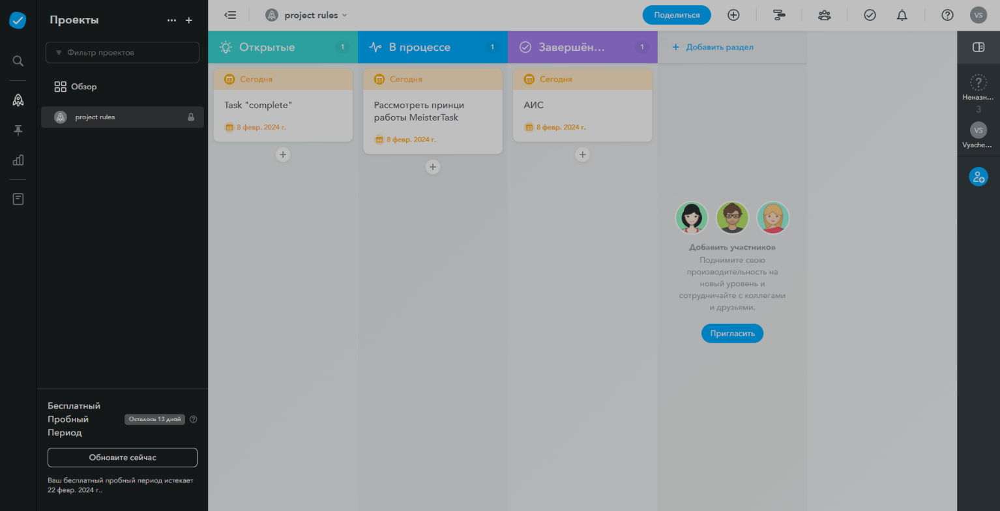 Проекты
Фильтр проектов
Обзор
project rules
Бесплатный
Пробный
Период
Осталось 13 дней
Обновите сейчас
Ваш бесплатный пробный период истекает
22 февр. 2024 г..
project rules
Поделиться
VS
Открытые
1
Сегодня
Task "complete"
8 февр. 2024 г.
В процессе
1
Сегодня
Рассмотреть принци
работы MeisterTask
8 февр. 2024 г.
Завершён...
1
Сегодня
АИС
8 февр. 2024 г.
Добавить раздел
Добавить участников
Поднимите свою
производительность на
новый уровень и
сотрудничайте с коллегами
и друзьями.
Пригласить
Неназн...
3
VS
Vyache...